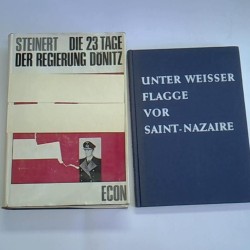 STEINERT DIE 23 TAGE
DER REGIERUNG DÖNITZ
ECON
UNTER WEISSER
FLAGGE
VOR
SAINT-NAZAIRE